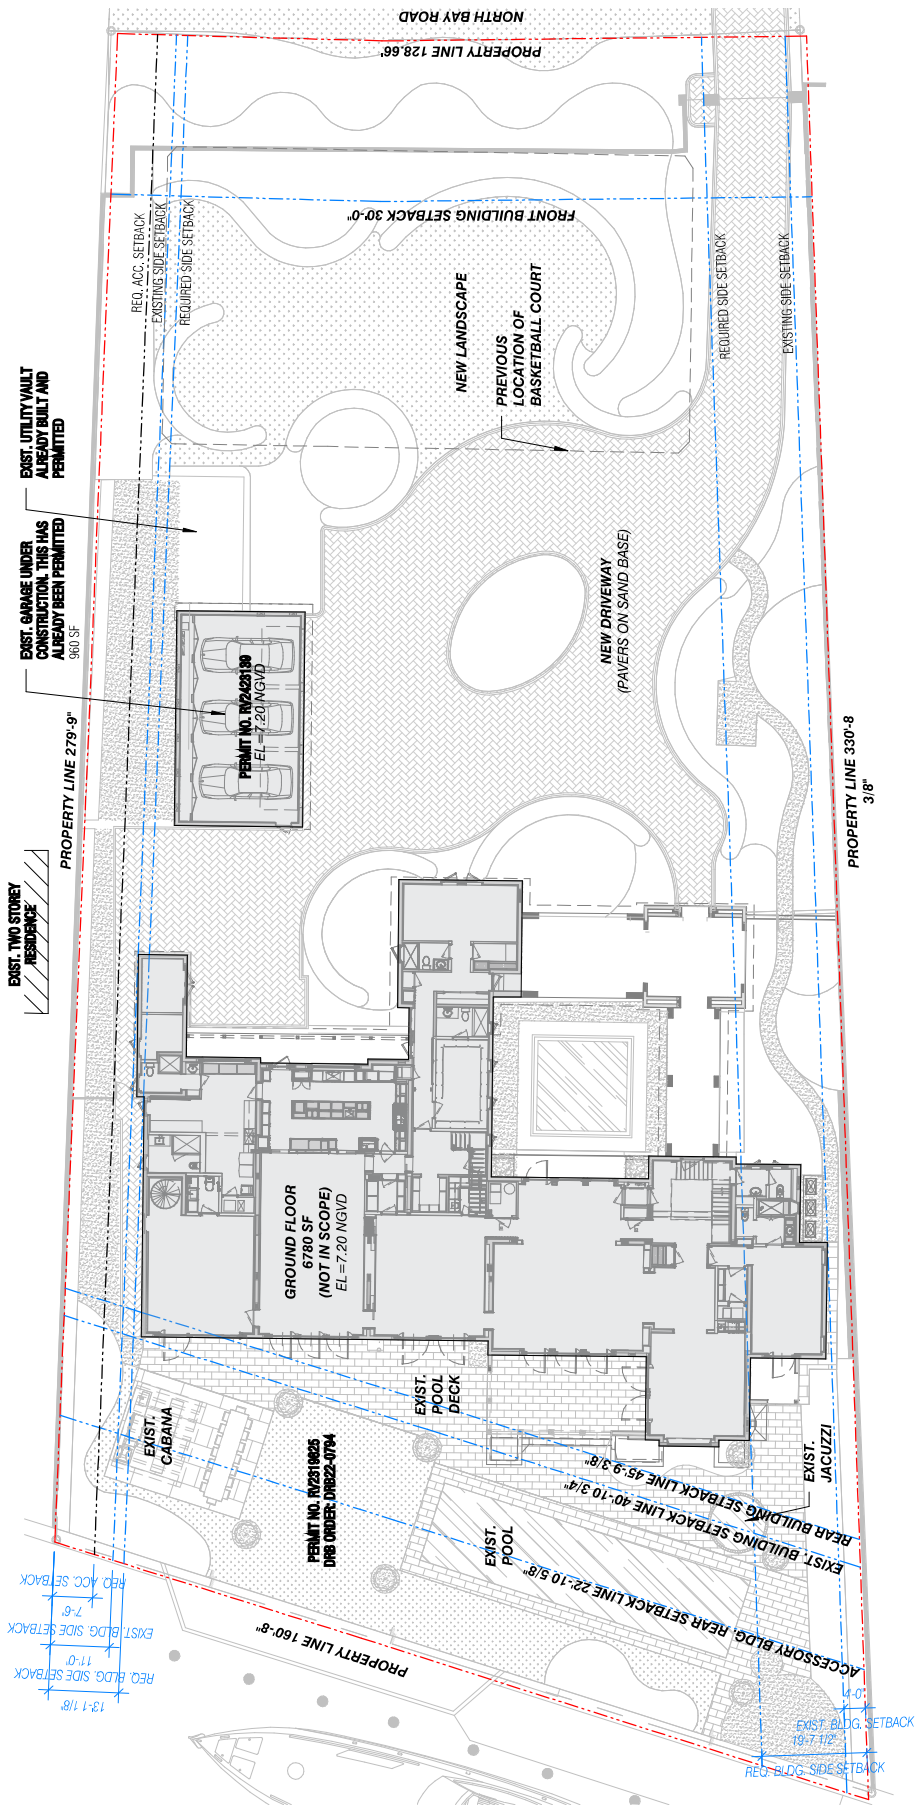 NORTH BAY ROAD
PROPERTY LINE 128.66'
FRONT BUILDING SETBACK 30'-0"
REQ. ACC. SETBACK
EXISTING SIDE SETBACK
REQUIRED SIDE SETBACK
REQUIRED SIDE SETBACK
EXISTING SIDE SETBACK
NEW LANDSCAPE
PREVIOUS
LOCATION OF
BASKETBALL COURT
EXIST. UTILITY VAULT
ALREADY BUILT AND
PERMITTED
EXIST. GARAGE UNDER
CONSTRUCTION. THIS HAS
ALREADY BEEN PERMITTED
960 SF
PERMIT NO. RV2423139
EL=7.20 NGVD
NEW DRIVEWAY
(PAVERS ON SAND BASE)
PROPERTY LINE 279'-9"
PROPERTY LINE 330'-8
3/8"
EXIST. TWO STOREY
RESIDENCE
GROUND FLOOR
6780 SF
(NOT IN SCOPE)
EL=7.20 NGVD
EXIST.
POOL
DECK
EXIST.
CABANA
PERMIT NO. RV2319825
DRB ORDER: DRB22-0794
EXIST.
POOL
EXIST.
JACUZZI
REAR BUILDING SETBACK LINE 45'-9 3/8"
EXIST. BUILDING SETBACK LINE 40'-10 3/4"
ACCESSORY BLDG. REAR SETBACK LINE 22'-10 5/8"
PROPERTY LINE 160'-8"
REQ. ACC. SETBACK
7'-6"
EXIST. BLDG. SIDE SETBACK
11'-0"
REQ. BLDG. SIDE SETBACK
13'-1 1/8"
4'-0"
EXIST. BLDG. SETBACK
19'-7 1/2"
REQ. BLDG. SIDE SETBACK